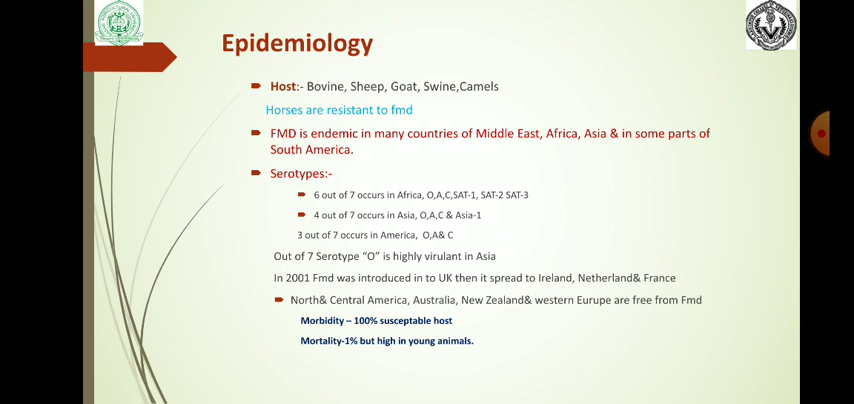 Epidemiology
Host:- Bovine, Sheep, Goat, Swine,Camels
Horses are resistant to fmd
FMD is endemic in many countries of Middle East, Africa, Asia & in some parts of
South America.
Serotypes:-
6 out of 7 occurs in Africa, O,A,C,SAT-1, SAT-2 SAT-3
4 out of 7 occurs in Asia, O,A,C & Asia-1
3 out of 7 occurs in America, O,A& C
Out of 7 Serotype “O” is highly virulant in Asia
In 2001 Fmd was introduced in to UK then it spread to Ireland, Netherland& France
North& Central America, Australia, New Zealand& western Eurupe are free from Fmd
Morbidity – 100% susceptable host
Mortality-1% but high in young animals.